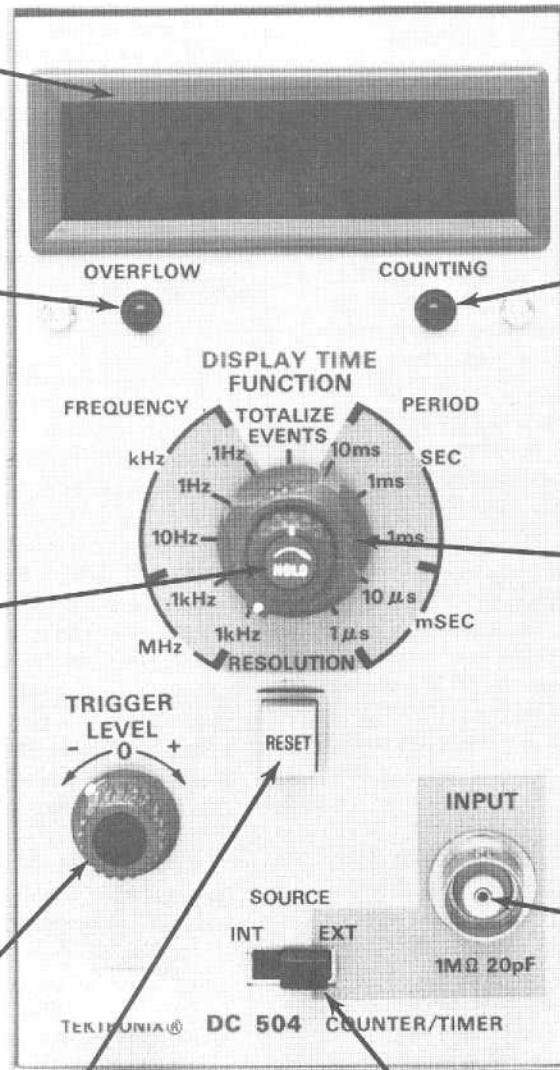 OVERFLOW COUNTING
DISPLAY TIME
FUNCTION
FREQUENCY PERIOD
TOTALIZE
EVENTS
kHz .1Hz 10ms SEC
1Hz 1ms
10Hz .1ms
HOLD
.1kHz 10 μs
MHz 1kHz 1μs mSEC
RESOLUTION
TRIGGER
LEVEL
- 0 +
RESET
INPUT
SOURCE
INT EXT
1MΩ 20pF
TEKTRONIX® DC 504 COUNTER/TIMER